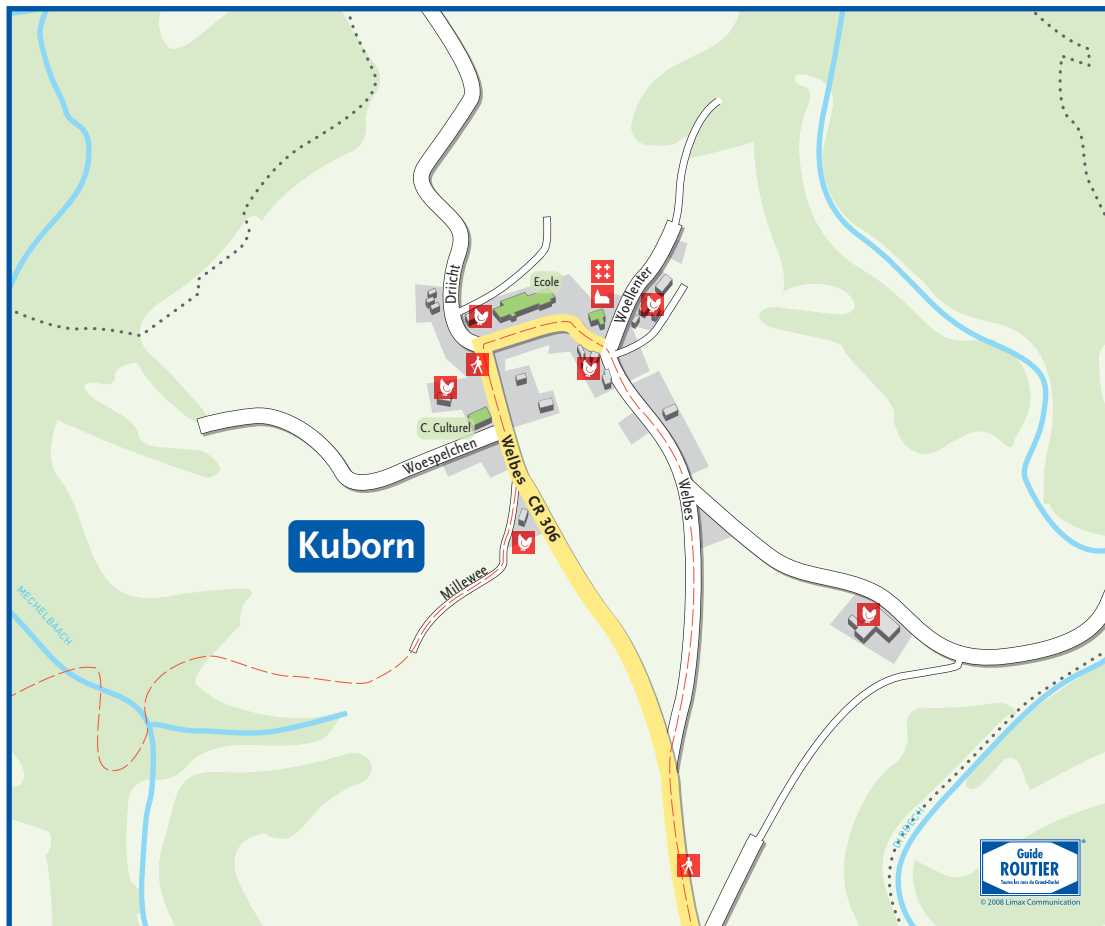 Driicht
Ecole
Woellenter
C. Culturel
Woespelchen
Welbes CR 306
Welbes
Kuborn
Millewee
MECHELBAACH
Guide
ROUTIER
Toutes les rues du Grand-Duché
®
© 2008 Limax Communication